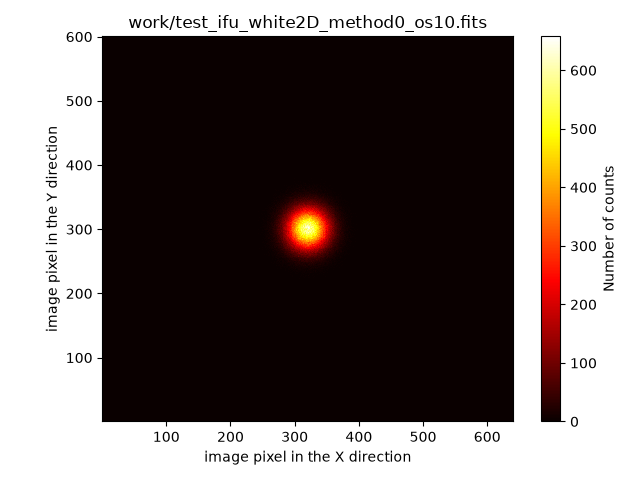 work/test_ifu_white2D_method0_os10.fits
600
500
400
300
200
100
image pixel in the Y direction
100 200 300 400 500 600
image pixel in the X direction
600
500
400
300
200
100
0
Number of counts